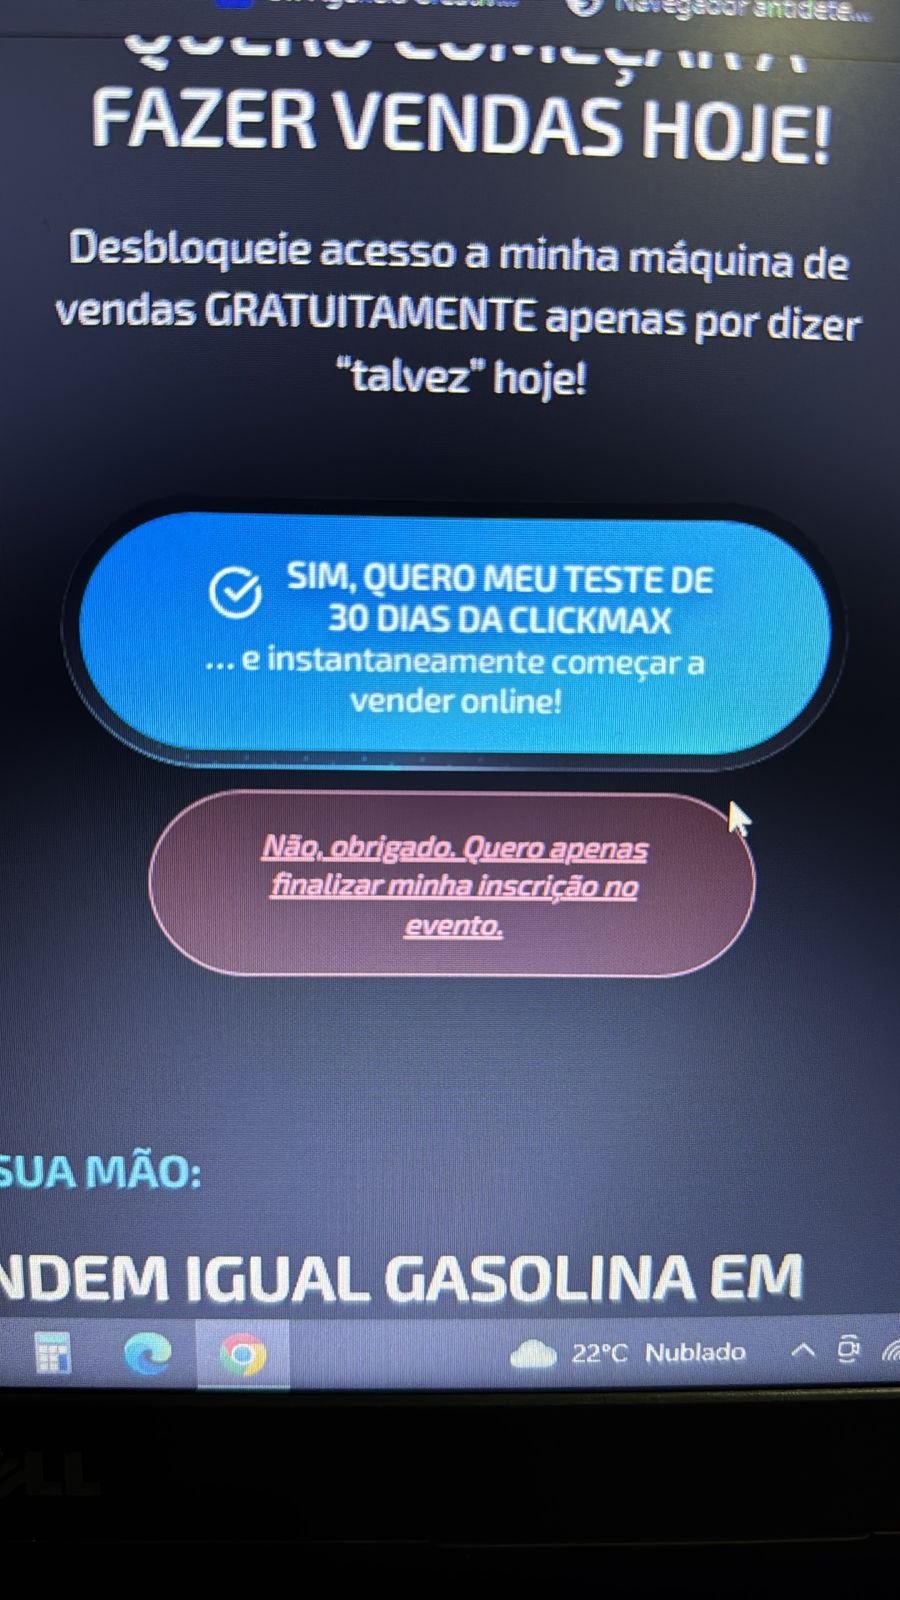 Navegador antidete...
QUERO COMEÇAR A
FAZER VENDAS HOJE!
Desbloqueie acesso a minha máquina de
vendas GRATUITAMENTE apenas por dizer
"talvez" hoje!
SIM, QUERO MEU TESTE DE
30 DIAS DA CLICKMAX
... e instantaneamente começar a
vender online!
Não, obrigado. Quero apenas
finalizar minha inscrição no
evento.
SUA MÃO:
NDEM IGUAL GASOLINA EM
22°C Nublado